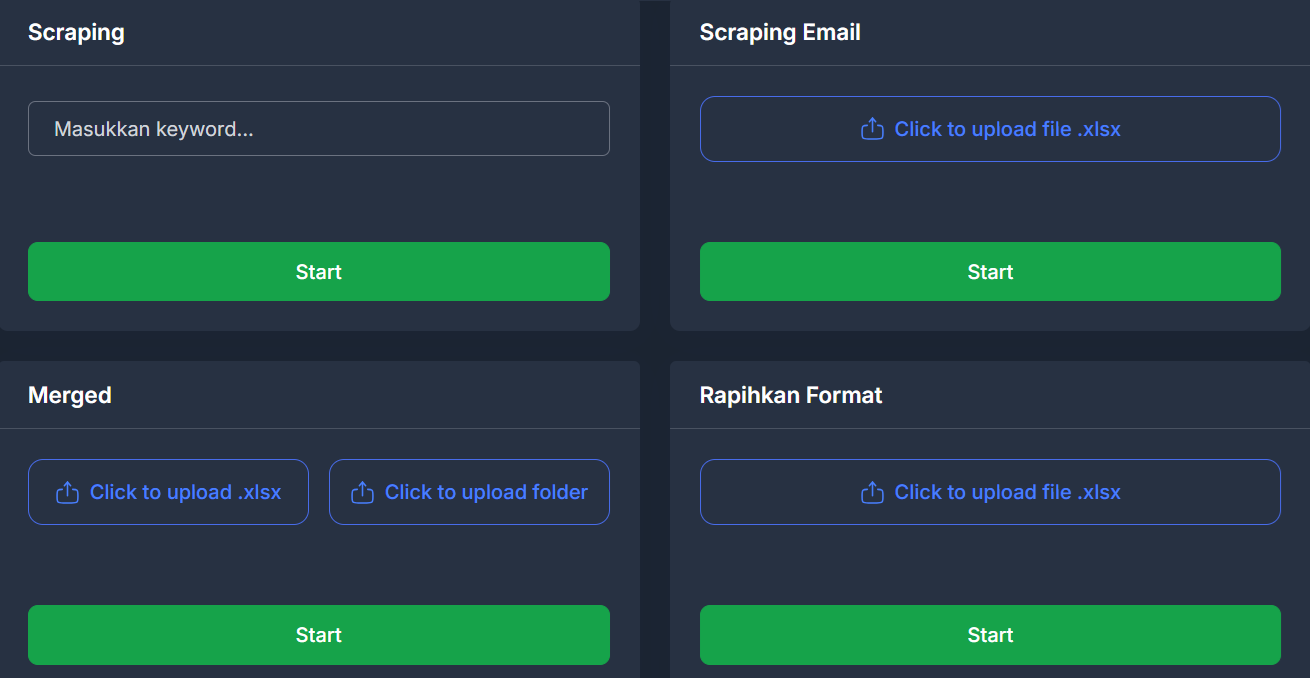 Scraping
Masukkan keyword...
Start
Scraping Email
Click to upload file .xlsx
Start
Merged
Click to upload .xlsx
Click to upload folder
Start
Rapihkan Format
Click to upload file .xlsx
Start